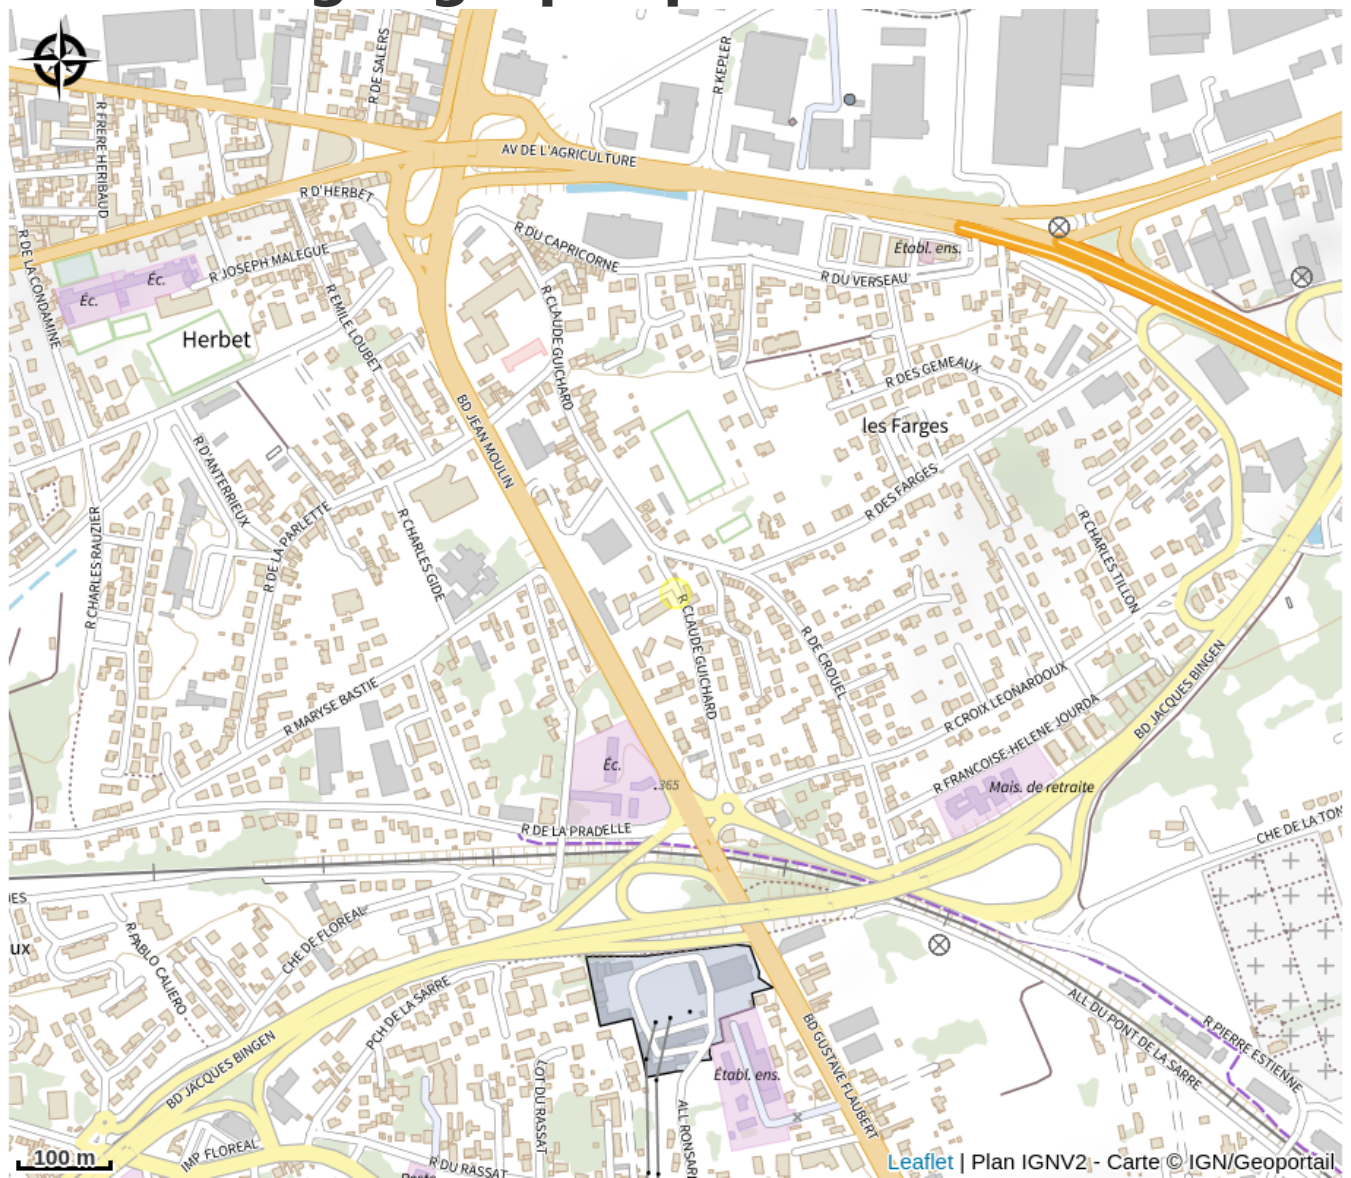 R DE SALERS
R KEPLER
R FRERE HERIBAUD
AV DE L'AGRICULTURE
R D'HERBET
R DE LA CONDAMINE
R DU CAPRICORNE
Établ. ens.
R JOSEPH MALEGUE
Éc.
Éc.
R DU VERSEAU
R EMILE LOUBET
R CLAUDE GUICHARD
Herbet
R DES GEMEAUX
BD JEAN MOULIN
les Farges
R D'ANTERRIEUX
R DES FARGES
R DE LA PARLETTE
R CHARLES RAUZIER
R CHARLES GIDE
R CHARLES TILLON
R CLAUDE GUICHARD
R DE CROUEL
R MARYSE BASTIE
R CROIX LEONARDOUX
BD JACQUES BINGEN
R FRANCOISE-HELENE JOURDA
Éc.
.365
Mais. de retraite
R DE LA PRADELLE
CHE DE LA TON
ES
ux
R PABLO CALIERO
CHE DE FLOREAL
PCH DE LA SARRE
BD JACQUES BINGEN
ALL DU PONT DE LA SARRE
R PIERRE ESTIENNE
BD GUSTAVE FLAUBERT
Établ. ens.
LOT DU RASSAT
ALL RONSARD
IMP FLOREAL
R DU RASSAT
100 m
Leaflet | Plan IGNV2 - Carte © IGN/Geoportail